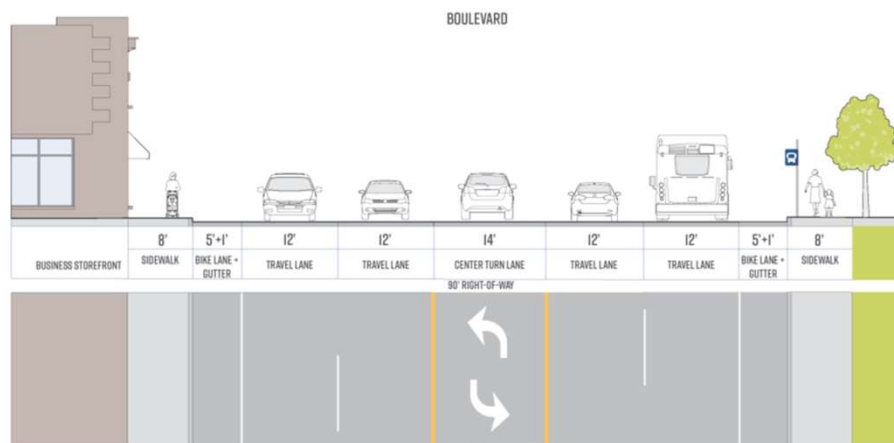 BOULEVARD
8' 5'+1' 12' 12' 14' 12' 12' 5'+1' 8'
BUSINESS STOREFRONT SIDEWALK BIKE LANE + GUTTER TRAVEL LANE TRAVEL LANE CENTER TURN LANE TRAVEL LANE TRAVEL LANE BIKE LANE + GUTTER SIDEWALK
90' RIGHT-OF-WAY